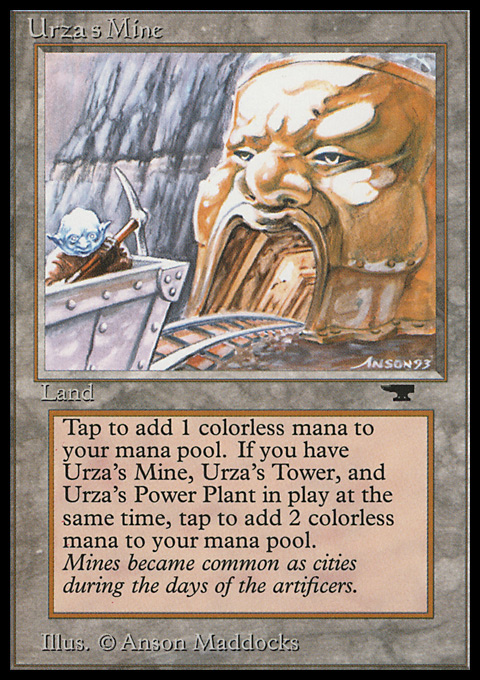 Urza's Mine
ANSON93
Land
Tap to add 1 colorless mana to
your mana pool. If you have
Urza's Mine, Urza's Tower, and
Urza's Power Plant in play at the
same time, tap to add 2 colorless
mana to your mana pool.
Mines became common as cities
during the days of the artificers.
Illus. © Anson Maddocks